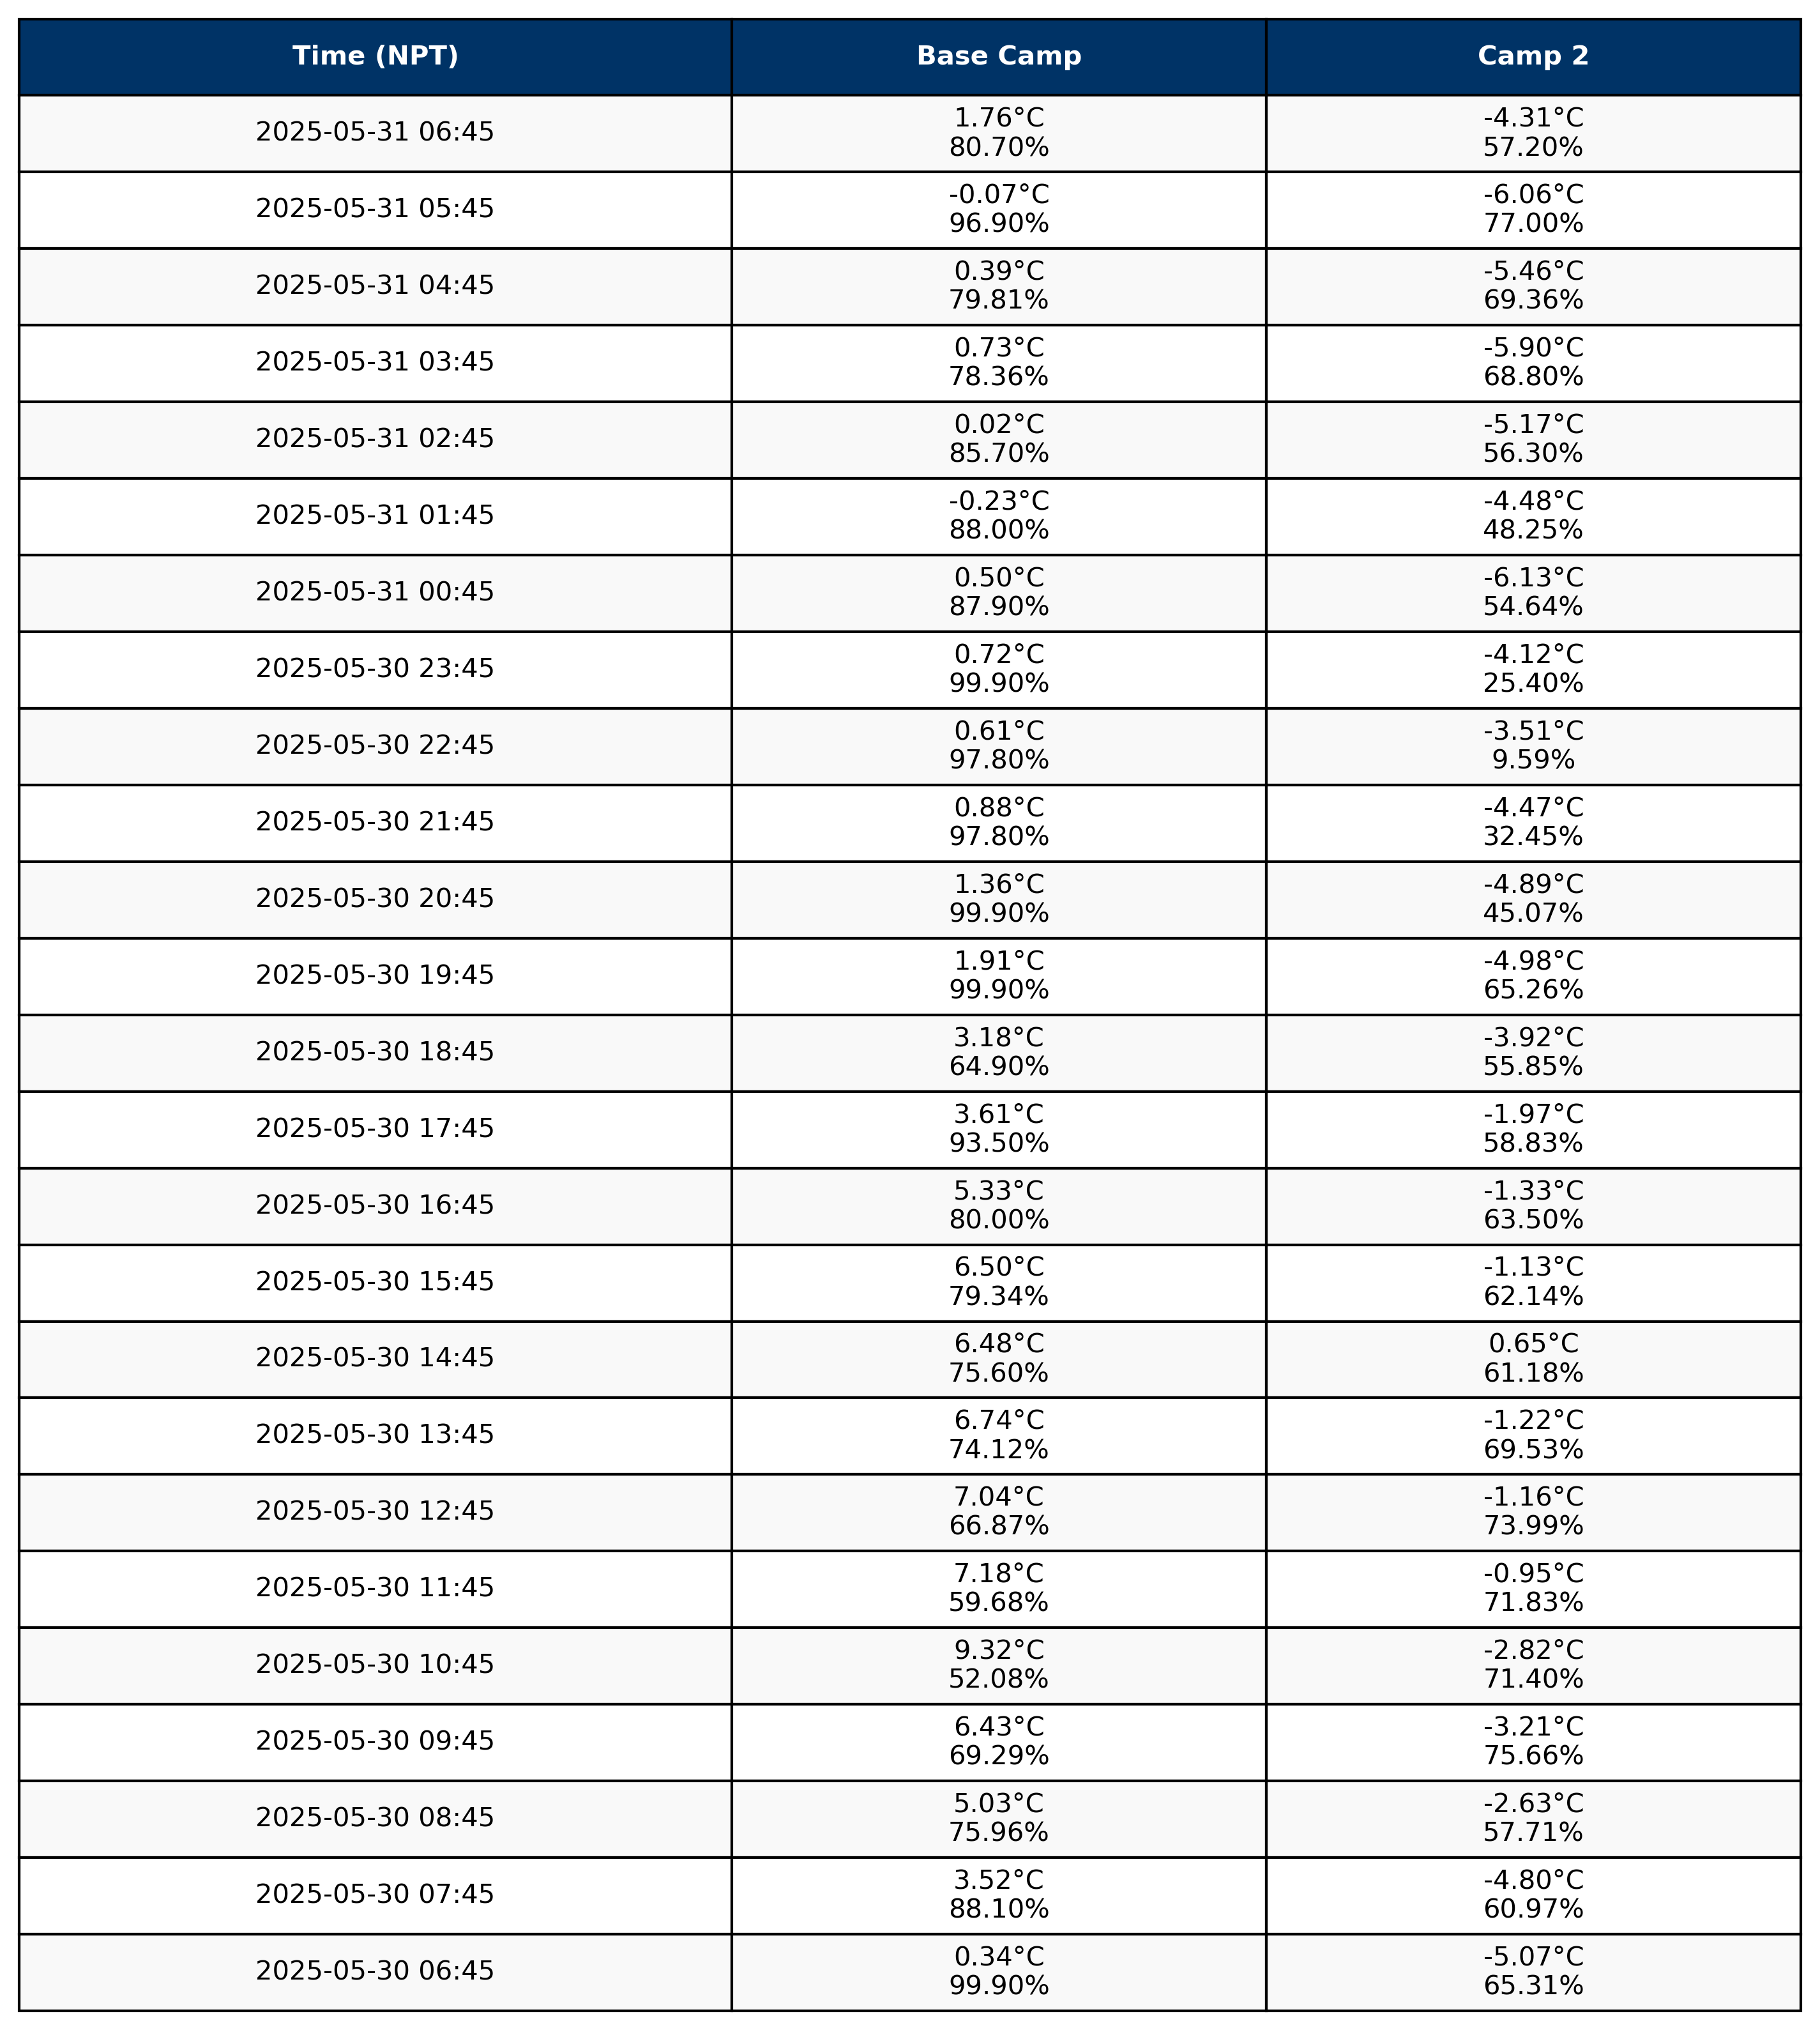 Time (NPT) Base Camp Camp 2
2025-05-31 06:45 1.76°C -4.31°C
80.70% 57.20%
2025-05-31 05:45 -0.07°C -6.06°C
96.90% 77.00%
2025-05-31 04:45 0.39°C -5.46°C
79.81% 69.36%
2025-05-31 03:45 0.73°C -5.90°C
78.36% 68.80%
2025-05-31 02:45 0.02°C -5.17°C
85.70% 56.30%
2025-05-31 01:45 -0.23°C -4.48°C
88.00% 48.25%
2025-05-31 00:45 0.50°C -6.13°C
87.90% 54.64%
2025-05-30 23:45 0.72°C -4.12°C
99.90% 25.40%
2025-05-30 22:45 0.61°C -3.51°C
97.80% 9.59%
2025-05-30 21:45 0.88°C -4.47°C
97.80% 32.45%
2025-05-30 20:45 1.36°C -4.89°C
99.90% 45.07%
2025-05-30 19:45 1.91°C -4.98°C
99.90% 65.26%
2025-05-30 18:45 3.18°C -3.92°C
64.90% 55.85%
2025-05-30 17:45 3.61°C -1.97°C
93.50% 58.83%
2025-05-30 16:45 5.33°C -1.33°C
80.00% 63.50%
2025-05-30 15:45 6.50°C -1.13°C
79.34% 62.14%
2025-05-30 14:45 6.48°C 0.65°C
75.60% 61.18%
2025-05-30 13:45 6.74°C -1.22°C
74.12% 69.53%
2025-05-30 12:45 7.04°C -1.16°C
66.87% 73.99%
2025-05-30 11:45 7.18°C -0.95°C
59.68% 71.83%
2025-05-30 10:45 9.32°C -2.82°C
52.08% 71.40%
2025-05-30 09:45 6.43°C -3.21°C
69.29% 75.66%
2025-05-30 08:45 5.03°C -2.63°C
75.96% 57.71%
2025-05-30 07:45 3.52°C -4.80°C
88.10% 60.97%
2025-05-30 06:45 0.34°C -5.07°C
99.90% 65.31%